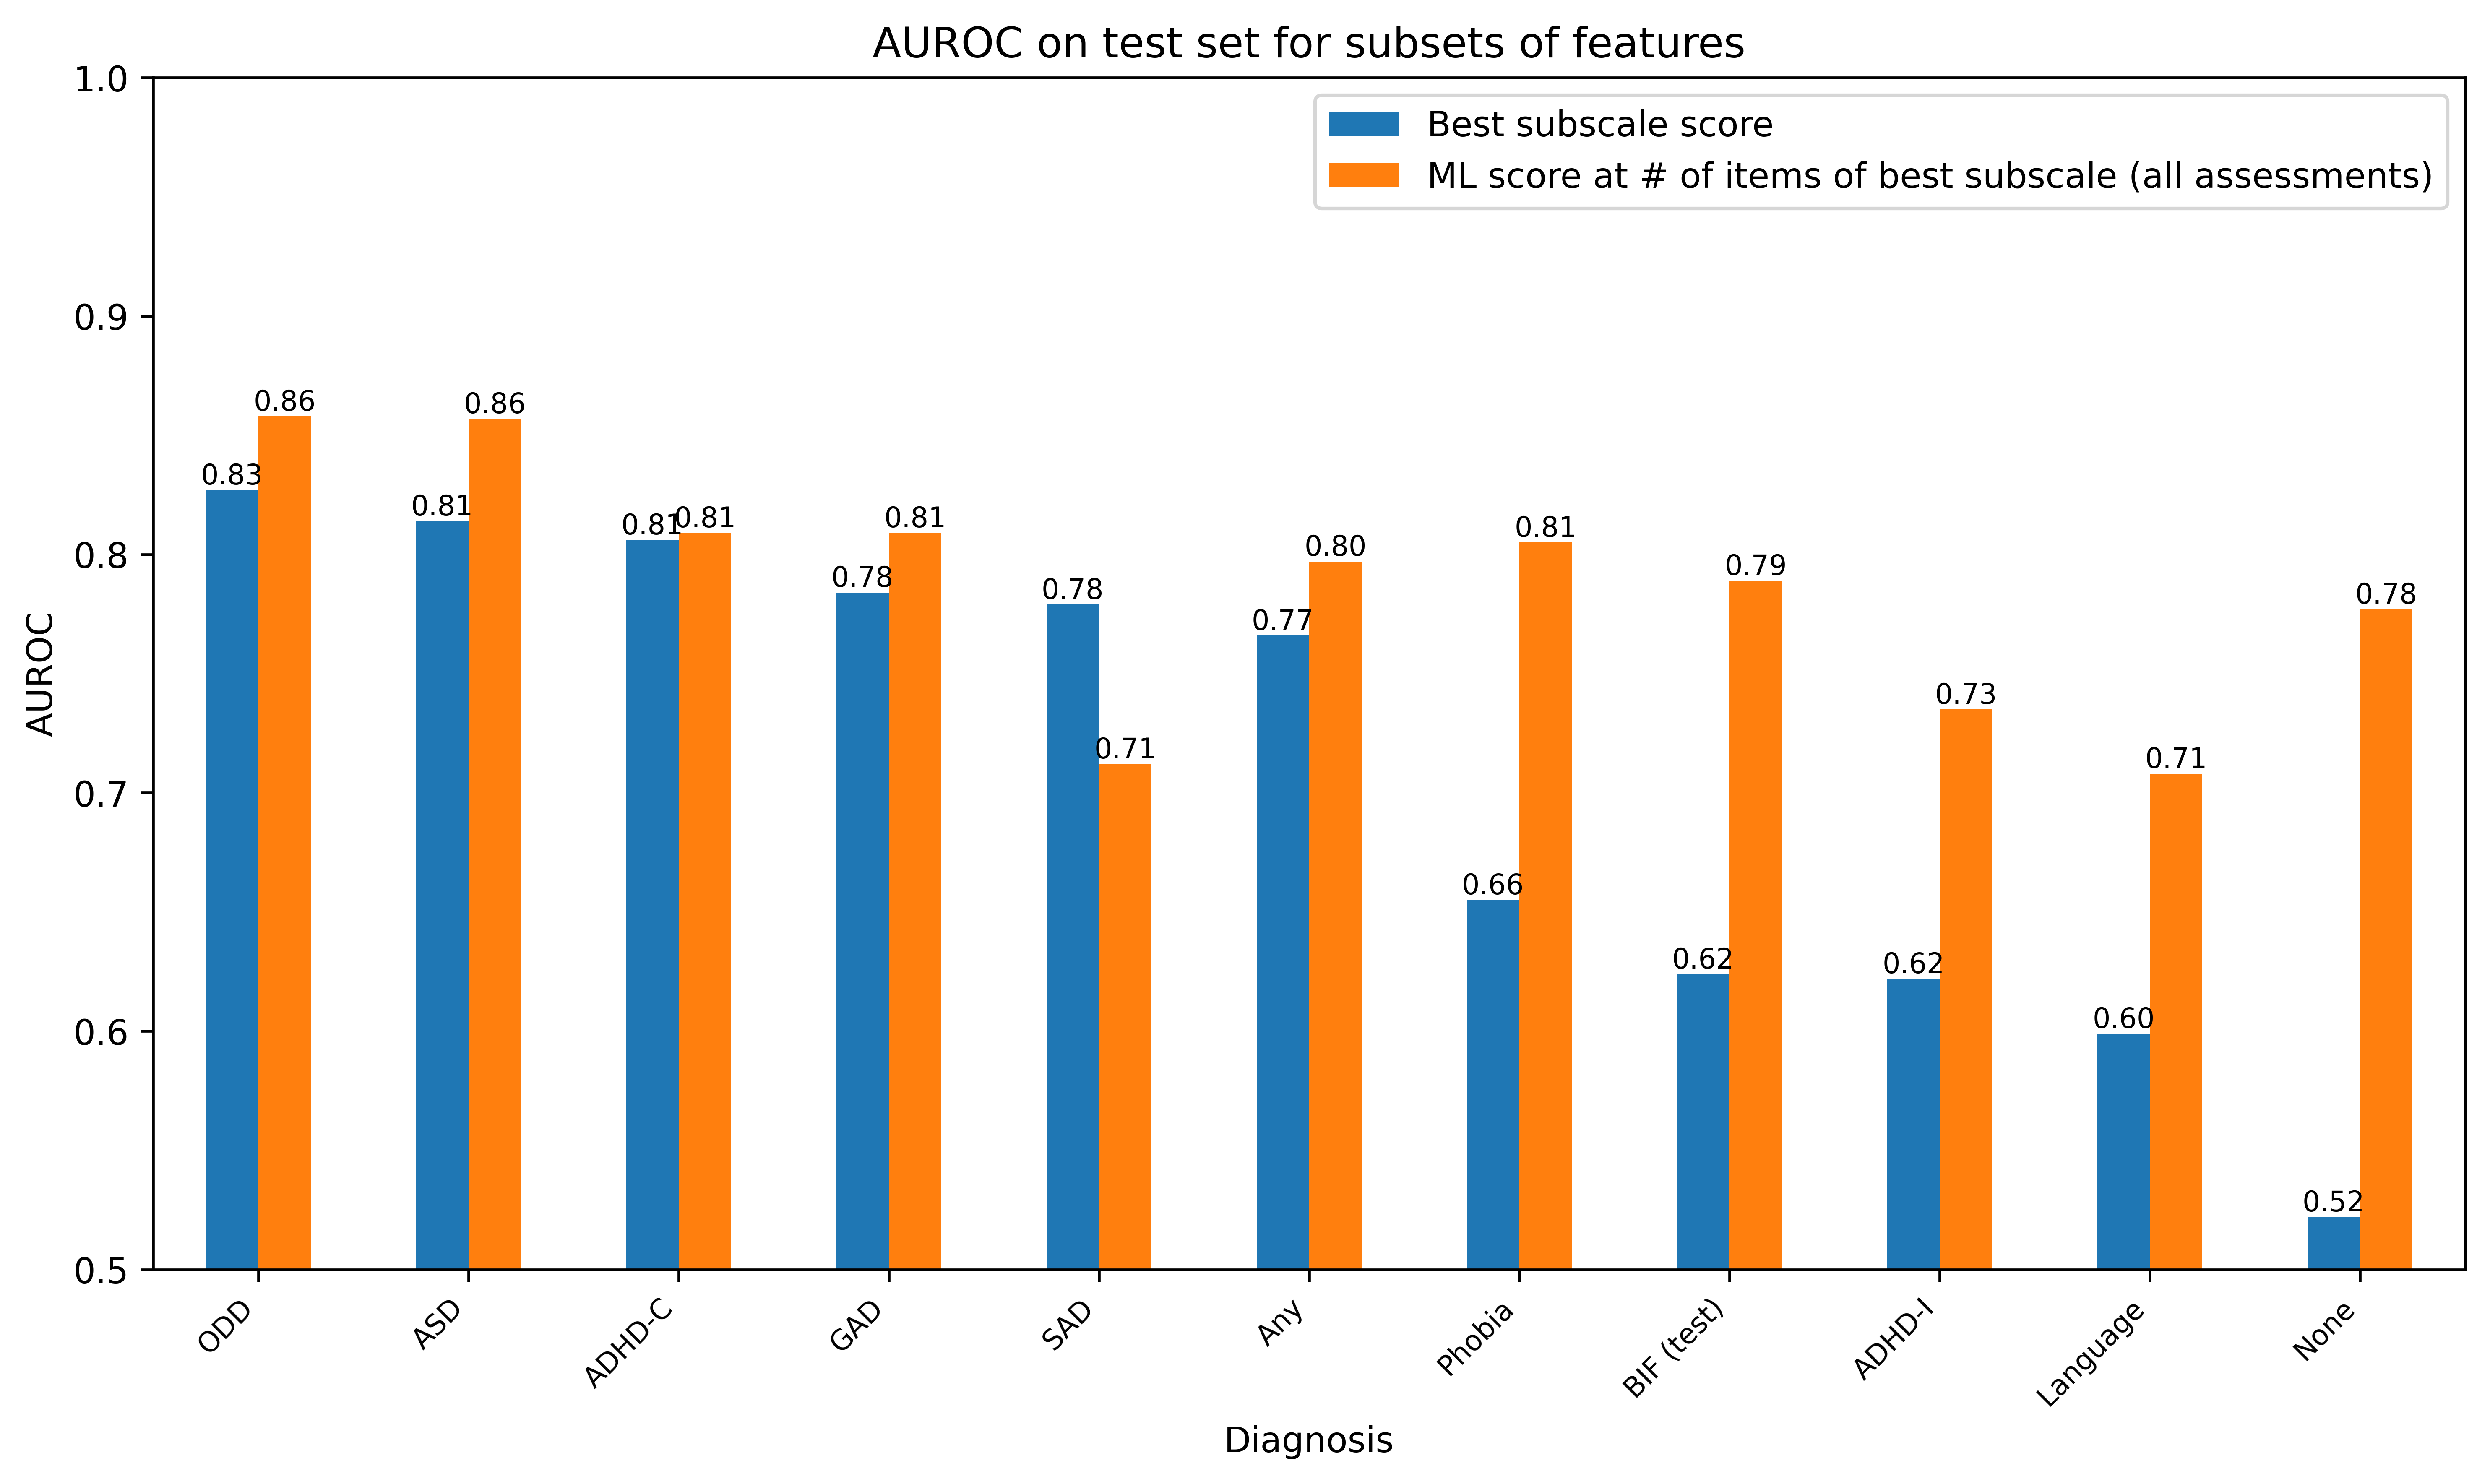 AUROC on test set for subsets of features
1.0
0.9
0.8
0.7
0.6
0.5
AUROC
Best subscale score
ML score at # of items of best subscale (all assessments)
0.83
0.86
0.81
0.86
0.81
0.81
0.78
0.81
0.78
0.71
0.77
0.80
0.66
0.81
0.62
0.79
0.62
0.73
0.60
0.71
0.52
0.78
ODD
ASD
ADHD-C
GAD
SAD
Any
Phobia
BIF (test)
ADHD-I
Language
None
Diagnosis